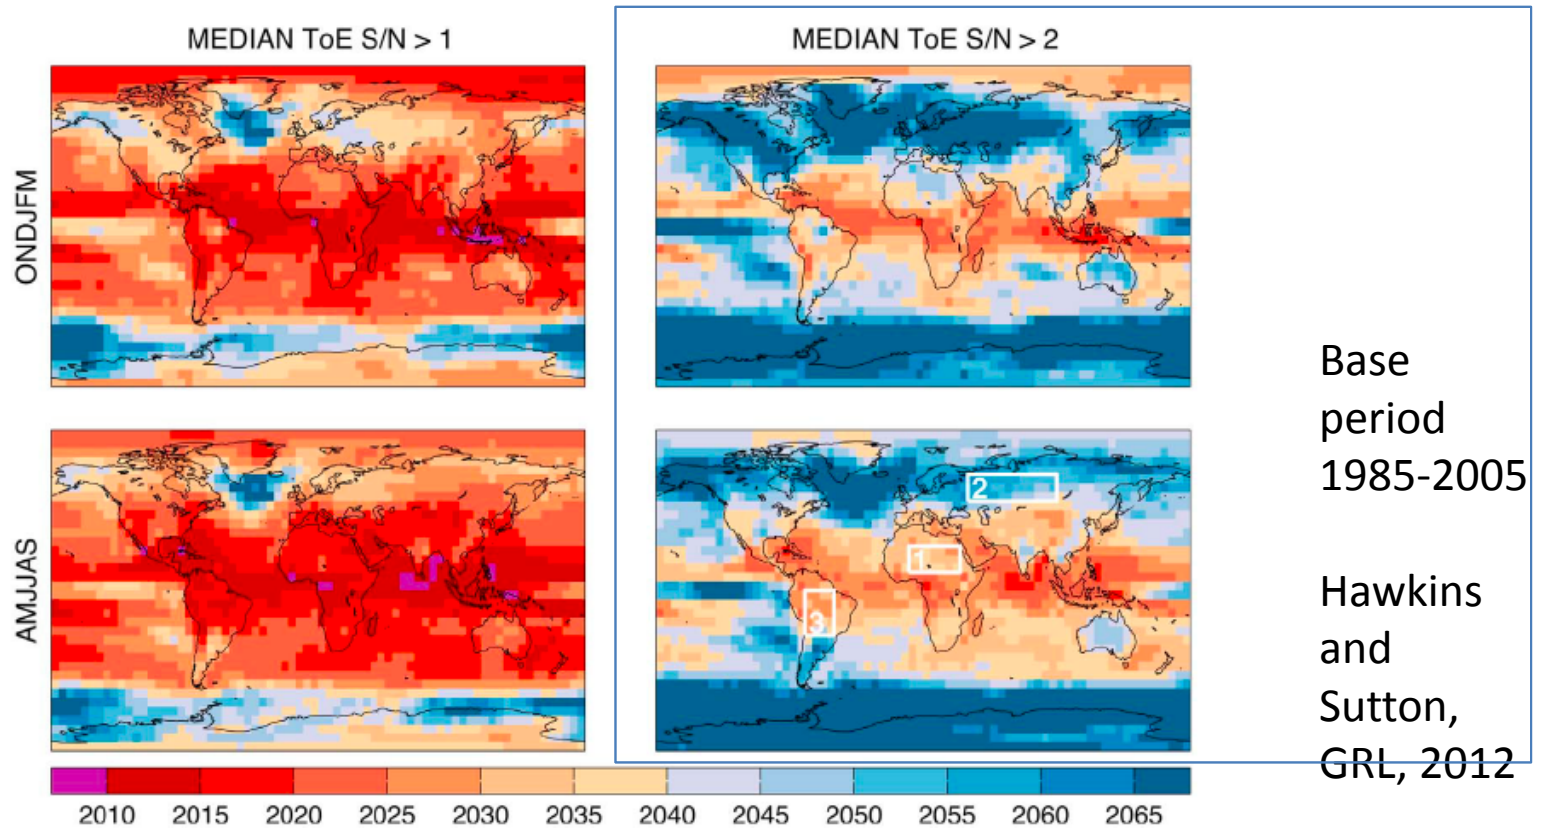 MEDIAN ToE S/N > 1
MEDIAN ToE S/N > 2
ONDJFM
AMJJAS
1
2
3
Base
period
1985-2005
Hawkins
and
Sutton,
GRL, 2012
2010 2015 2020 2025 2030 2035 2040 2045 2050 2055 2060 2065